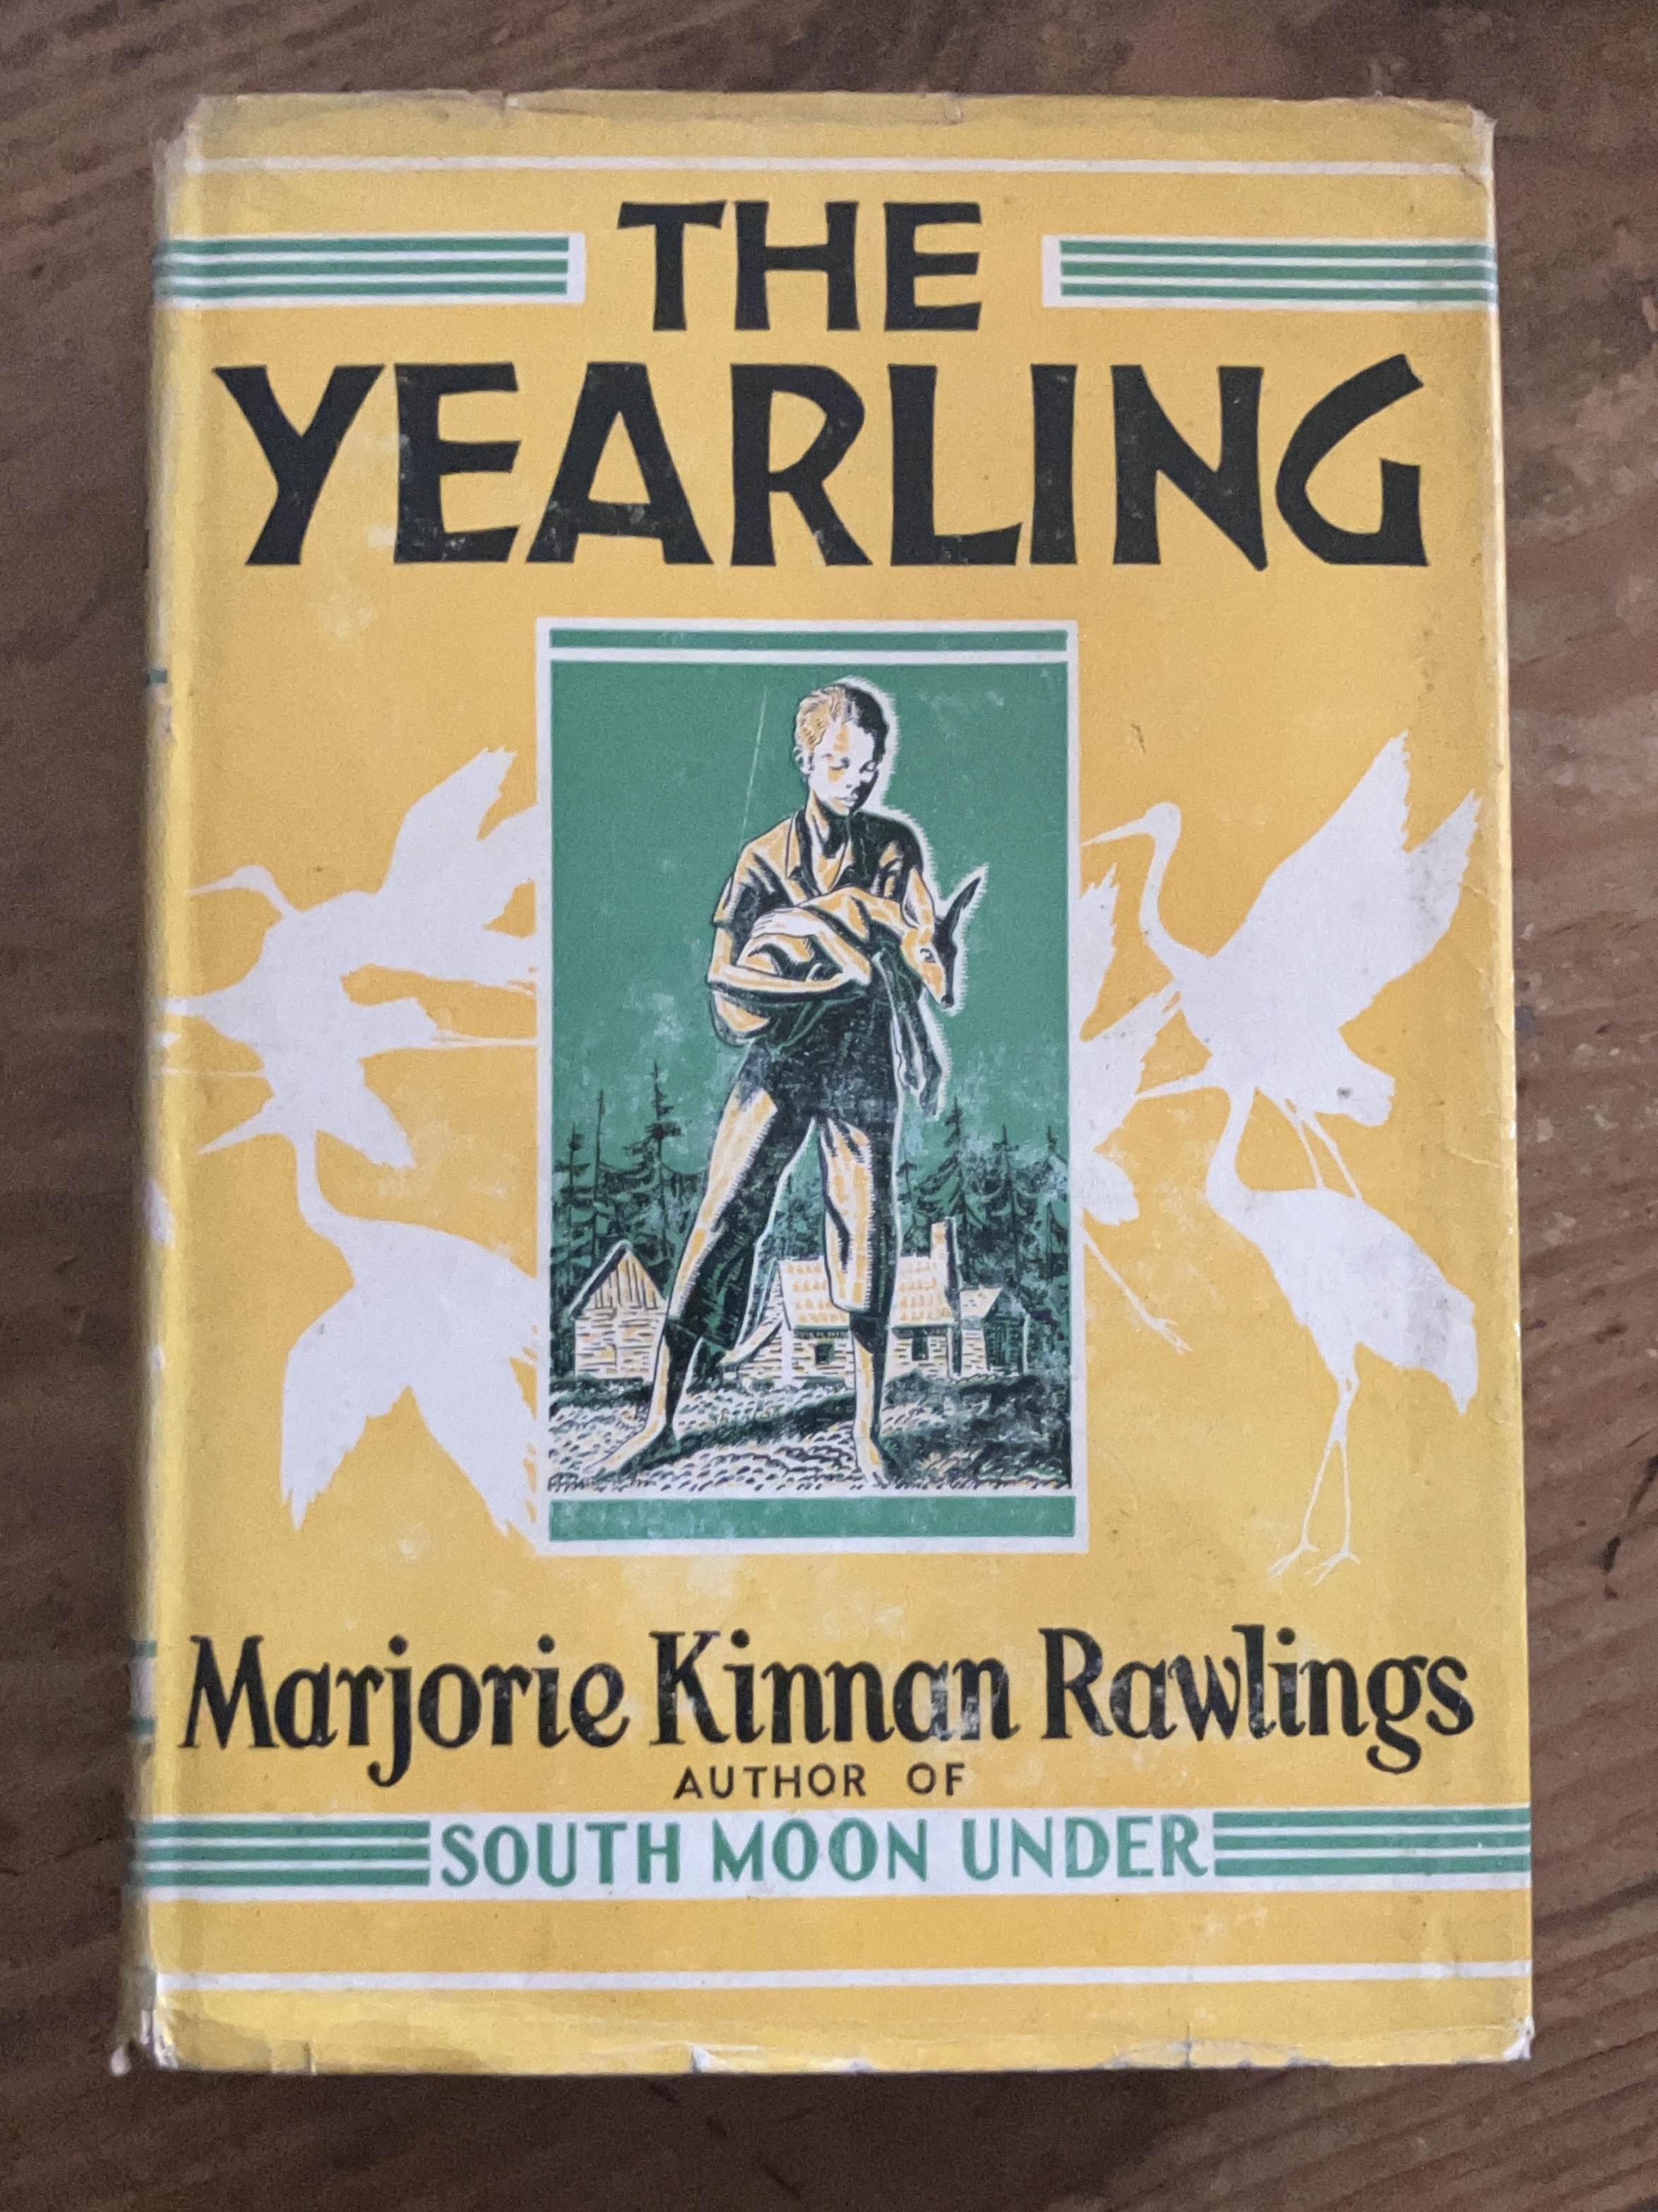 THE
YEARLING
Marjorie Kinnan Rawlings
AUTHOR OF
SOUTH MOON UNDER